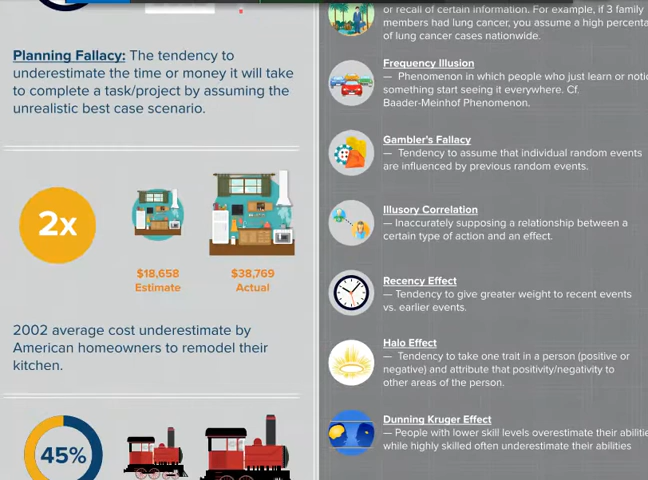 Planning Fallacy: The tendency to
underestimate the time or money it will take
to complete a task/project by assuming the
unrealistic best case scenario.
2x
$18,658
Estimate
$38,769
Actual
2002 average cost underestimate by
American homeowners to remodel their
kitchen.
45%
or recall of certain information. For example, if 3 family
members had lung cancer, you assume a high
of lung cancer cases nationwide.
Frequency Illusion
— Phenomenon in which people who just learn or
something start seeing it everywhere. Cf.
Baader-Meinhof Phenomenon.
Gambler's Fallacy
— Tendency to assume that individual random events
are influenced by previous random events.
Illusory Correlation
— Inaccurately supposing a relationship between a
certain type of action and an effect.
Recency Effect
— Tendency to give greater weight to recent events
vs. earlier events.
Halo Effect
— Tendency to take one trait in a person (positive or
negative) and attribute that positivity/negativity to
other areas of the person.
Dunning Kruger Effect
— People with lower skill levels overestimate their
while highly skilled often underestimate their abilities